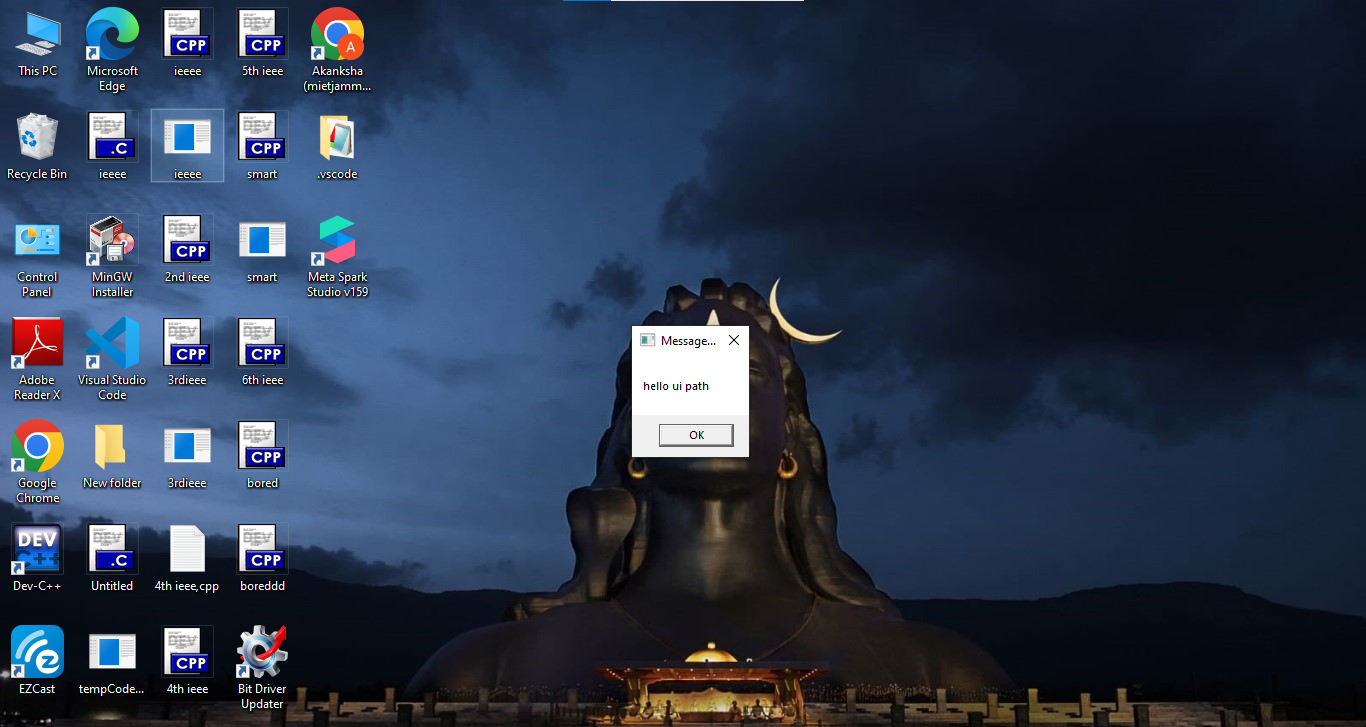 This PC
Microsoft
Edge
ieeee
5th ieee
Akanksha
(mietjamm...
Recycle Bin
ieeee
ieeee
smart
.vscode
Control
Panel
MinGW
Installer
2nd ieee
smart
Meta Spark
Studio v159
Adobe
Reader X
Visual Studio
Code
3rdieee
6th ieee
Google
Chrome
New folder
3rdieee
bored
Dev-C++
Untitled
4th ieee,cpp
boreddd
EZCast
tempCode...
4th ieee
Bit Driver
Updater
CPP
CPP
A
DEV
.C
DEV
CPP
CPP
CPP
CPP
CPP
DEV
C++
.C
CPP
CPP
Message...
hello ui path
OK